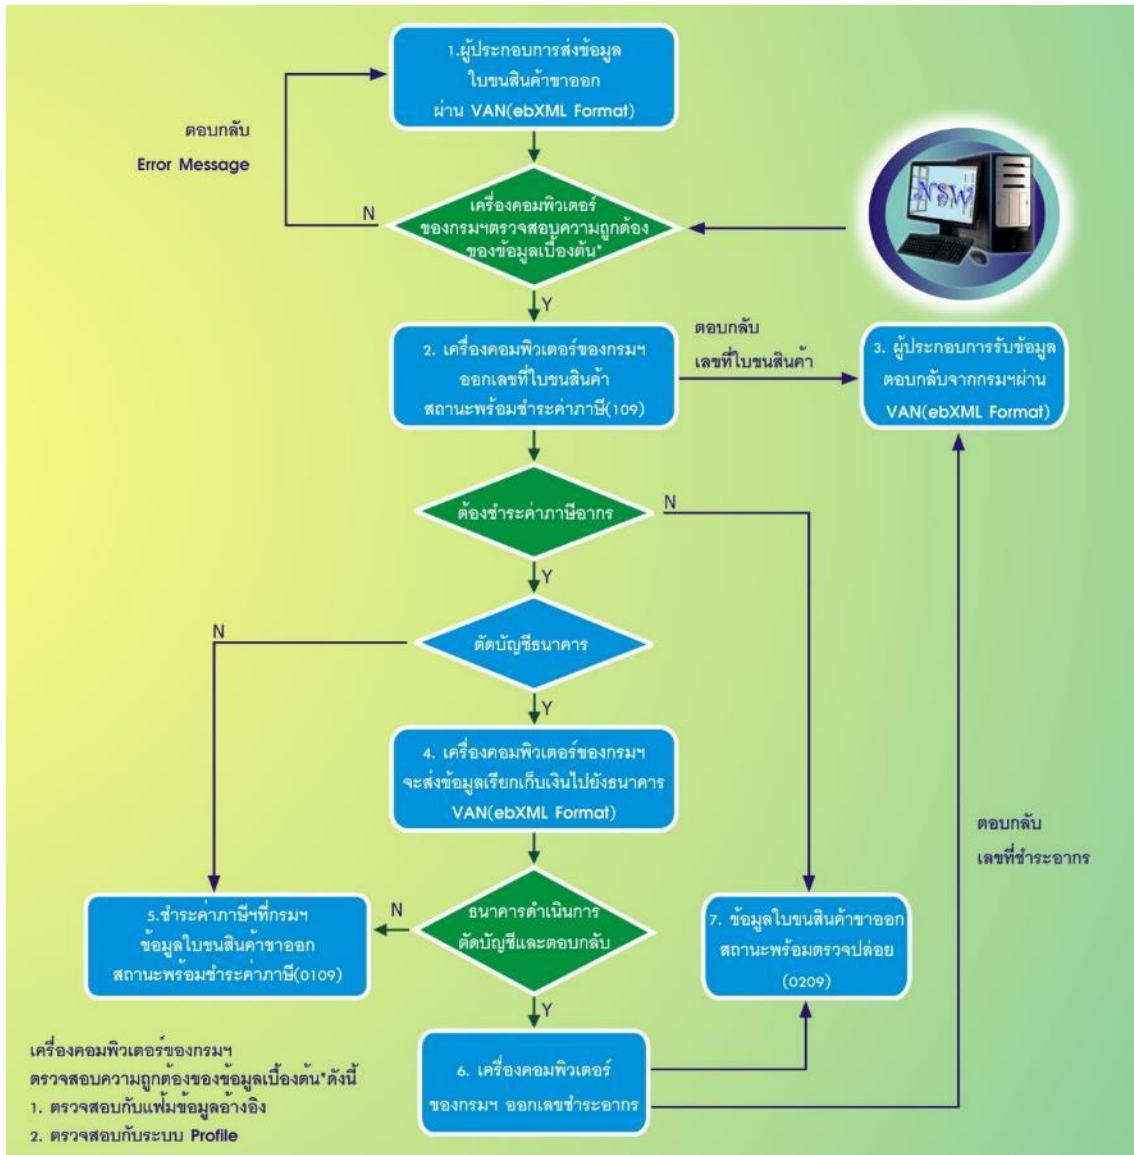 1.ผู้ประกอบการส่งข้อมูล
ใบขนสินค้าขาออก
ผ่าน VAN(ebXML Format)
ตอบกลับ
Error Message
N
เครื่องคอมพิวเตอร์
ของกรมฯตรวจสอบความถูกต้อง
ของข้อมูลเบื้องต้น*
NSW
Y
2. เครื่องคอมพิวเตอร์ของกรมฯ
ออกเลขที่ใบขนสินค้า
สถานะพร้อมชำระค่าภาษี(109)
ตอบกลับ
เลขที่ใบขนสินค้า
3. ผู้ประกอบการรับข้อมูล
ตอบกลับจากกรมฯผ่าน
VAN(ebXML Format)
ต้องชำระค่าภาษีอากร
N
Y
ตัดบัญชีธนาคาร
N
Y
4. เครื่องคอมพิวเตอร์ของกรมฯ
จะส่งข้อมูลเรียกเก็บเงินไปยังธนาคาร
VAN(ebXML Format)
ตอบกลับ
เลขที่ชำระอากร
ธนาคารดำเนินการ
ตัดบัญชีและตอบกลับ
N
5.ชำระค่าภาษีฯที่กรมฯ
ข้อมูลใบขนสินค้าขาออก
สถานะพร้อมชำระค่าภาษี(0109)
7. ข้อมูลใบขนสินค้าขาออก
สถานะพร้อมตรวจปล่อย
(0209)
Y
6. เครื่องคอมพิวเตอร์
ของกรมฯ ออกเลขชำระอากร
เครื่องคอมพิวเตอร์ของกรมฯ
ตรวจสอบความถูกต้องของข้อมูลเบื้องต้น*ดังนี้
1. ตรวจสอบกับแฟ้มข้อมูลอ้างอิง
2. ตรวจสอบกับระบบ Profile